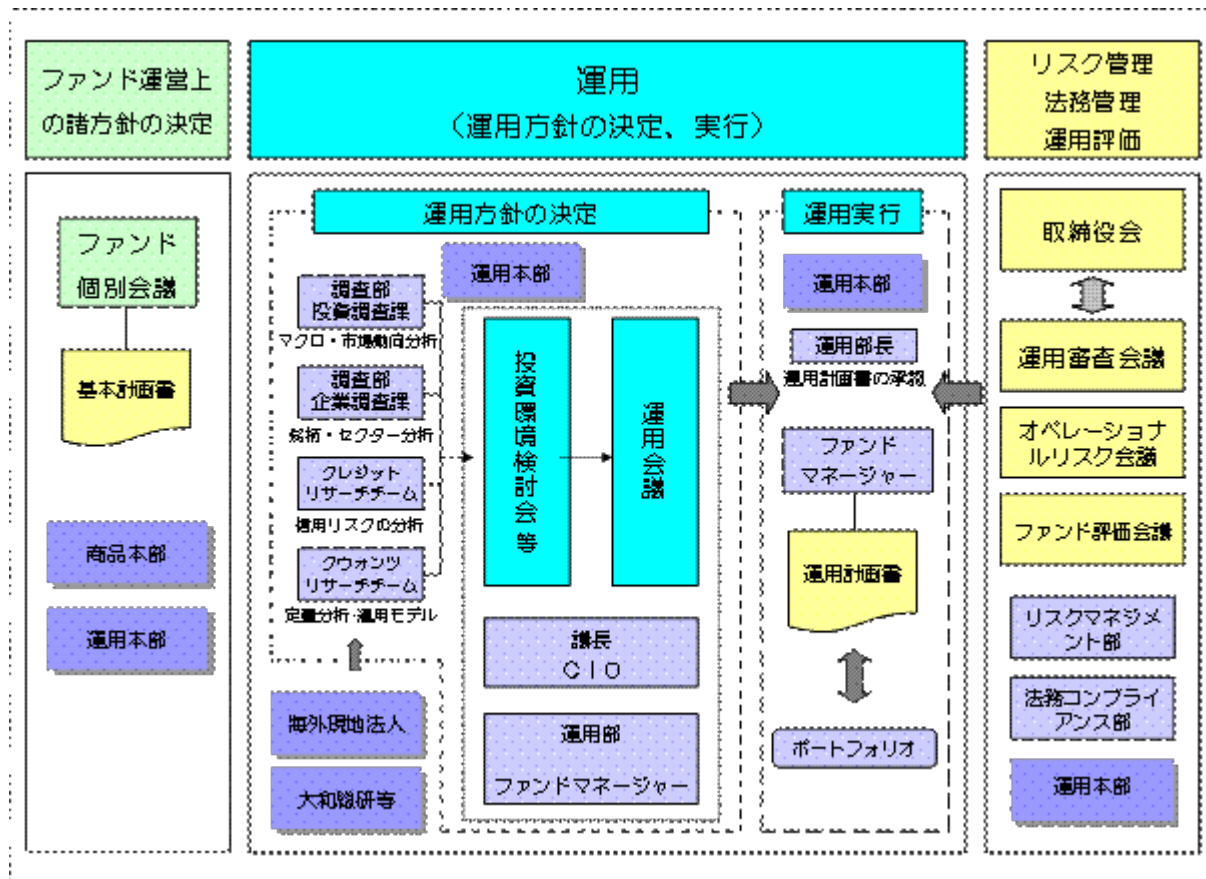 ファンド運営上
の諸方針の決定
運用
（運用方針の決定、実行）
リスク管理
法務管理
運用評価
ファンド
個別会議
基本計画書
商品本部
運用本部
運用方針の決定
運用本部
調査部
投資調査課
マクロ・市場動向分析
調査部
企業調査課
銘柄・セクター分析
クレジット
リサーチチーム
信用リスクの分析
クウォンツ
リサーチチーム
定量分析・運用モデル
海外現地法人
大和総研等
投資環境検討会等
運用会議
議長
ＣＩＯ
運用部
ファンドマネージャー
運用実行
運用本部
運用部長
運用計画書の承認
ファンド
マネージャー
運用計画書
ポートフォリオ
取締役会
運用審査会議
オペレーショナ
ルリスク会議
ファンド評価会議
リスクマネジメ
ント部
法務コンプライ
アンス部
運用本部